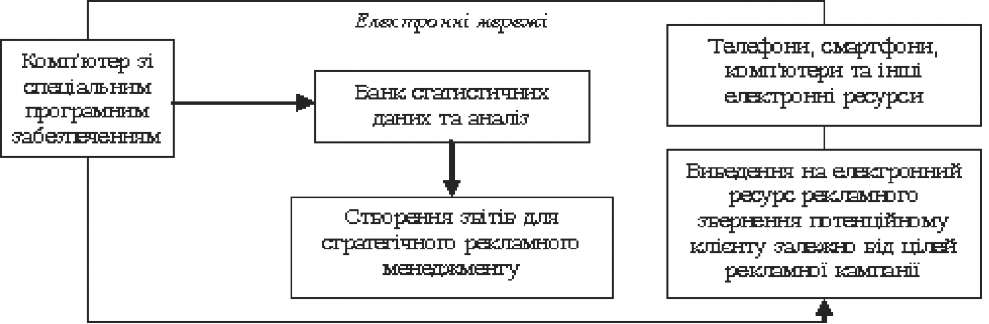 Електронні мережі
Комп'ютер зі
спеціальним
програмним
забезпеченням
Банк статистичних
даних та аналіз
Створення звітів для
стратегічного рекламного
менеджменту
Телефони, смартфони,
комп'ютери та інші
електронні ресурси
Виведення на електронний
ресурс рекламного
звернення потенційному
клієнту залежно від цілей
рекламної кампанії